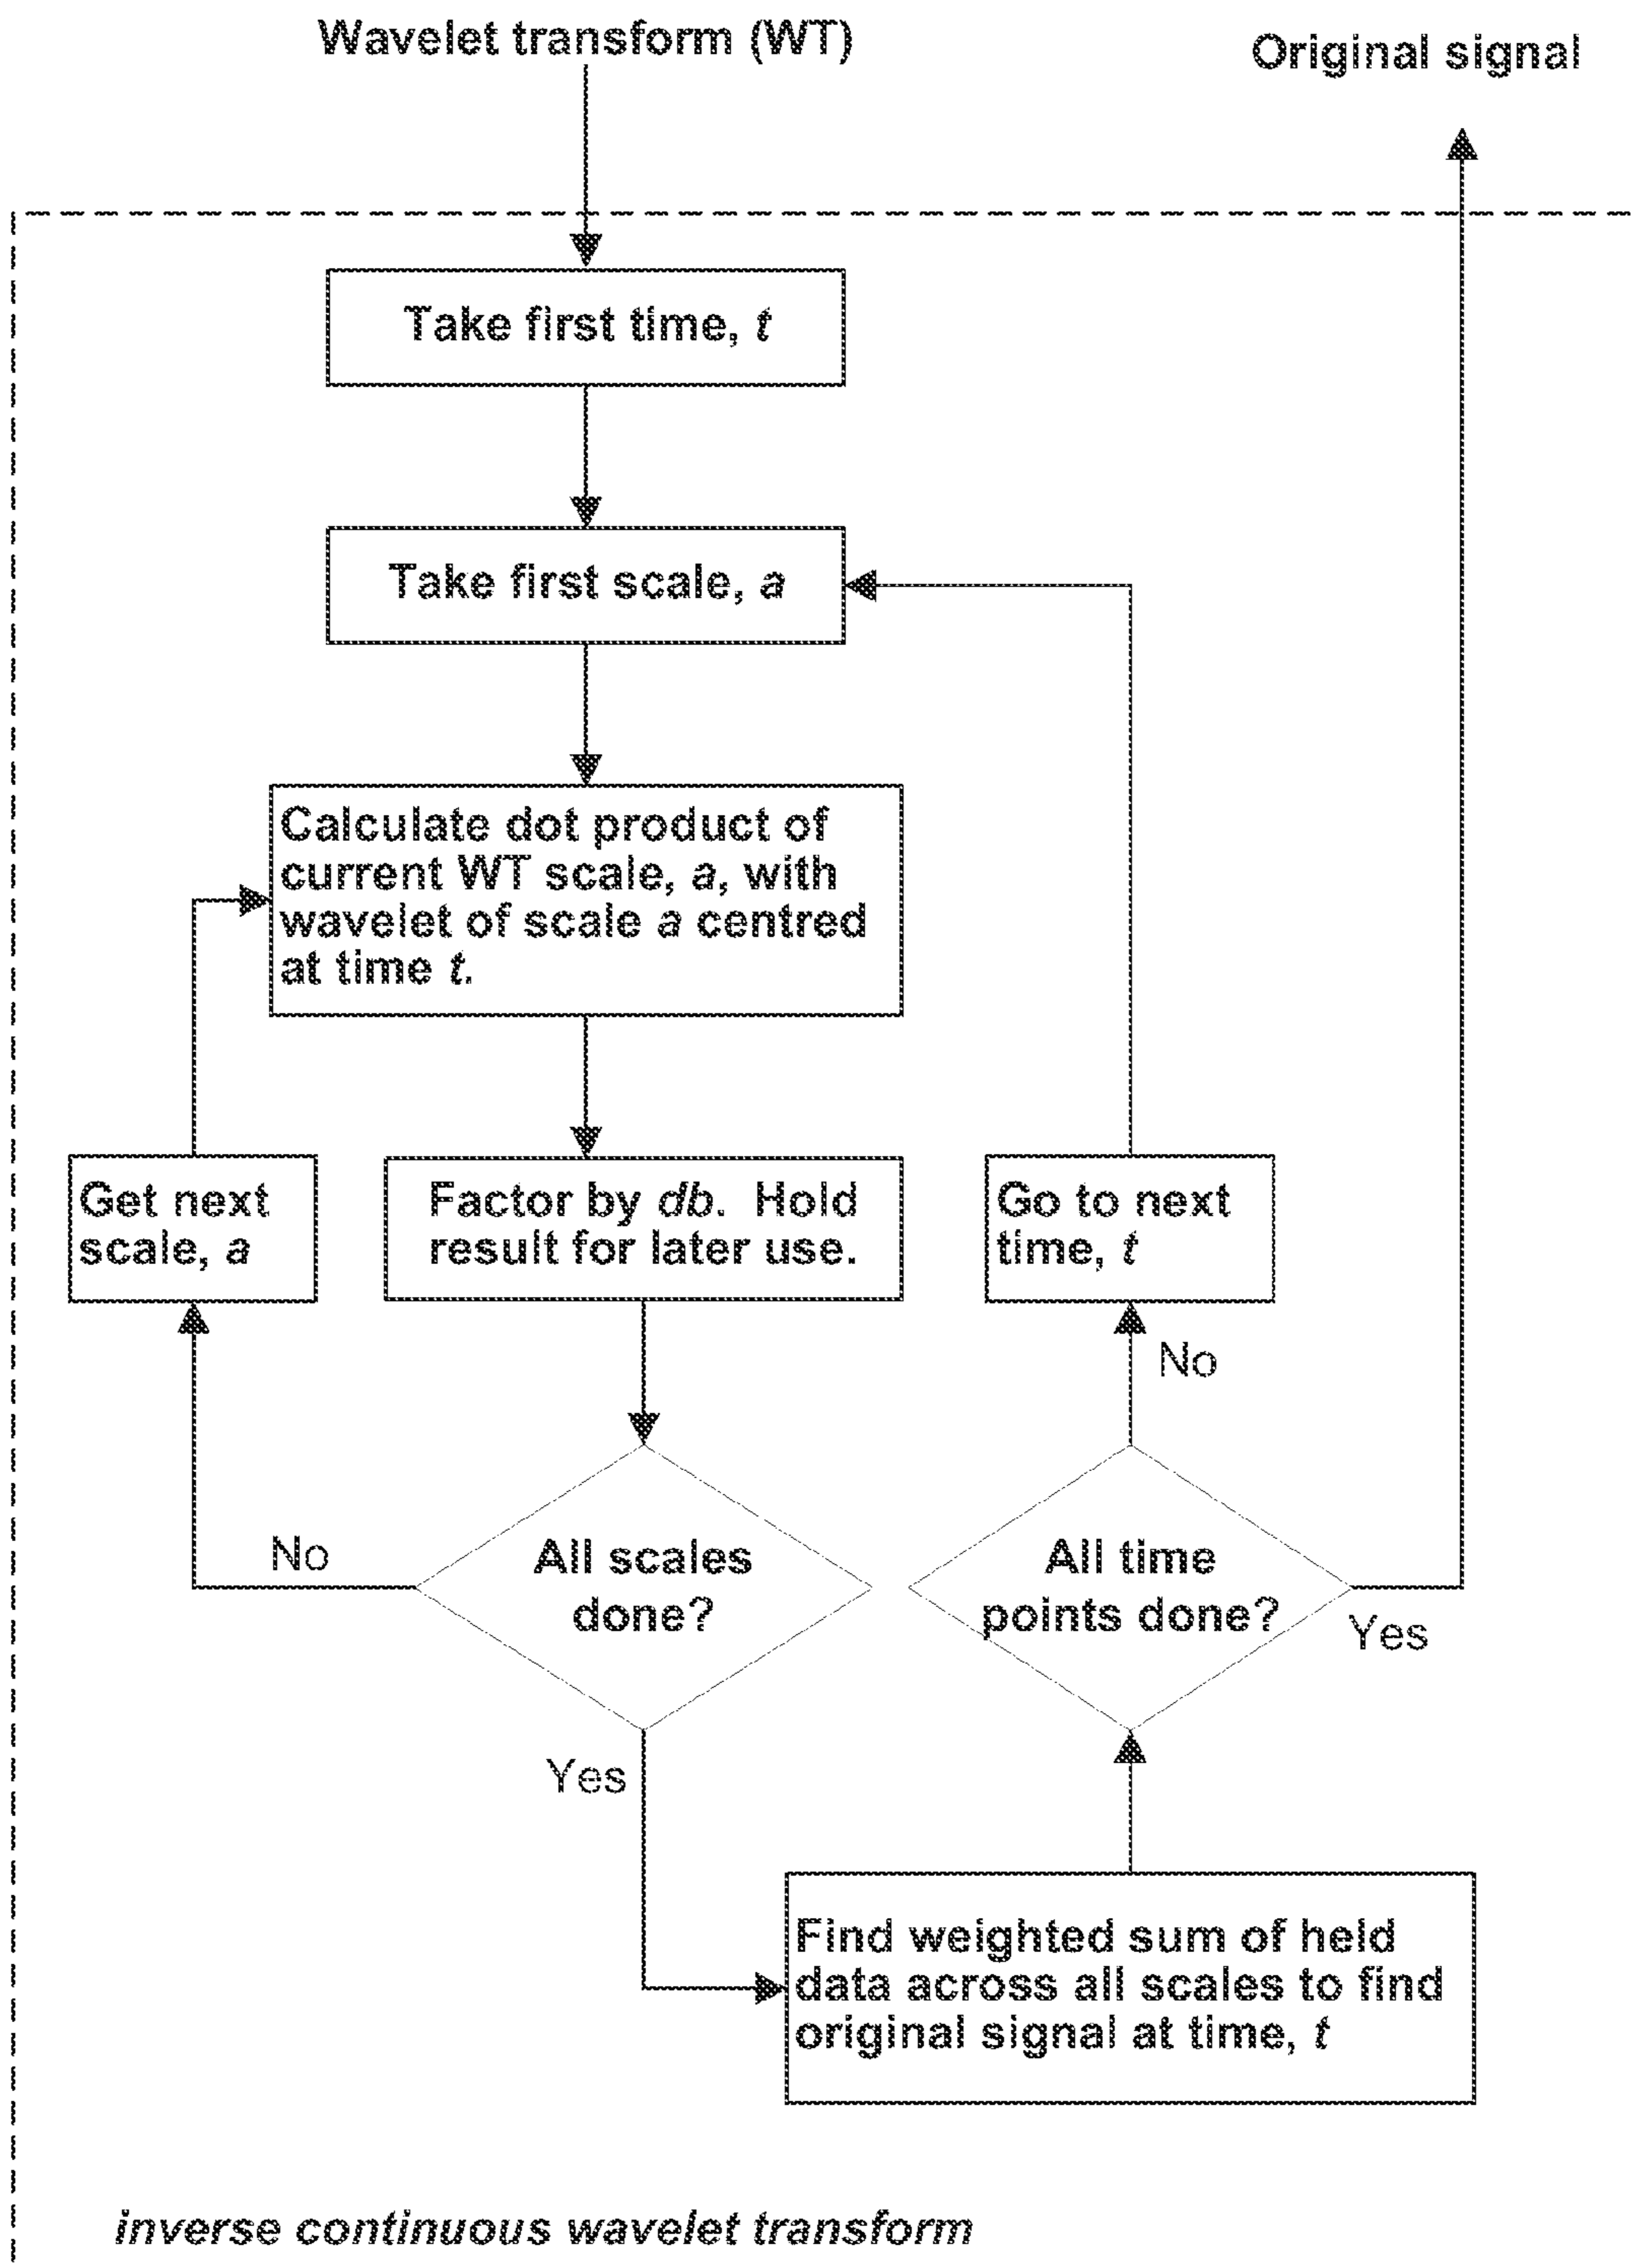 Wavelet transform (WT)
Original signal
Take first time, t
Take first scale, a
Calculate dot product of
current WT scale, a, with
wavelet of scale a centred
at time t.
Get next
scale, a
Factor by db.  Hold
result for later use.
Go to next
time, t
No
No
All scales
done?
All time
points done?
Yes
Yes
Find weighted sum of held
data across all scales to find
original signal at time, t
inverse continuous wavelet transform